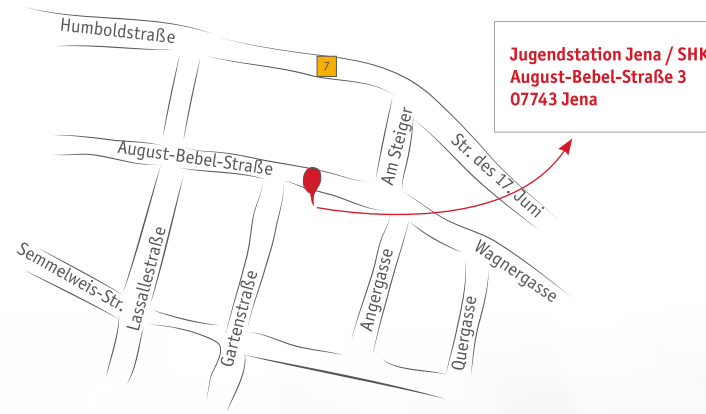 Humboldtstraße
7
Jugendstation Jena / SHK
August-Bebel-Straße 3
07743 Jena
August-Bebel-Straße
Am Steiger
Str. des 17. Juni
Semmelweis-Str.
Lassallestraße
Gartenstraße
Angergasse
Wagnergasse
Quergasse